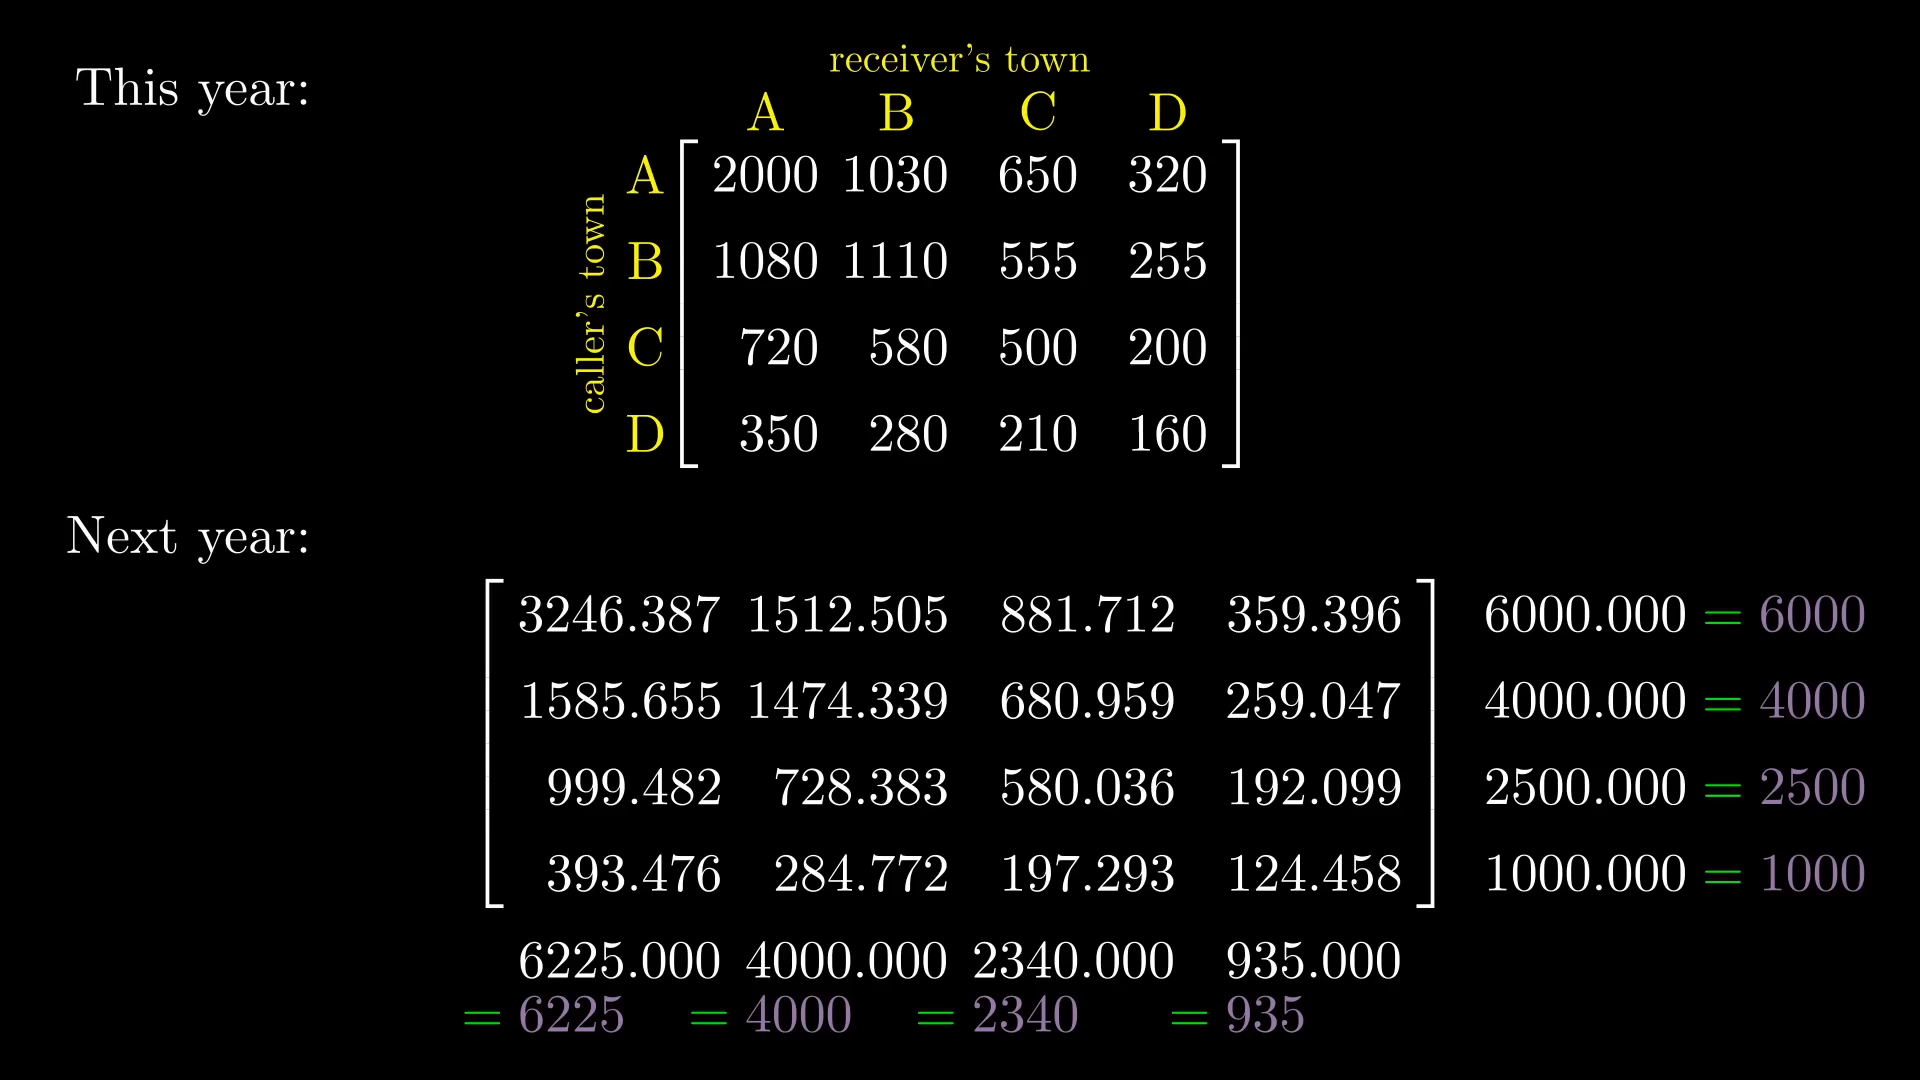 This year:
receiver's town
A B C D
caller's town
A 2000 1030 650 320
B 1080 1110 555 255
C 720 580 500 200
D 350 280 210 160
Next year:
3246.387 1512.505 881.712 359.396 6000.000 = 6000
1585.655 1474.339 680.959 259.047 4000.000 = 4000
999.482 728.383 580.036 192.099 2500.000 = 2500
393.476 284.772 197.293 124.458 1000.000 = 1000
6225.000 4000.000 2340.000 935.000
= 6225 = 4000 = 2340 = 935